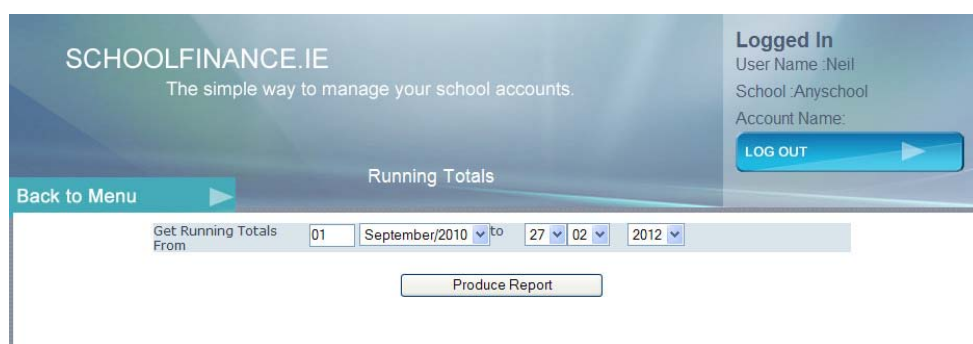 SCHOOLFINANCE.IE
The simple way to manage your school accounts.
Logged In
User Name :Neil
School :Anyschool
Account Name:
LOG OUT
Running Totals
Back to Menu
Get Running Totals From 01 September/2010 to 27 02 2012
Produce Report